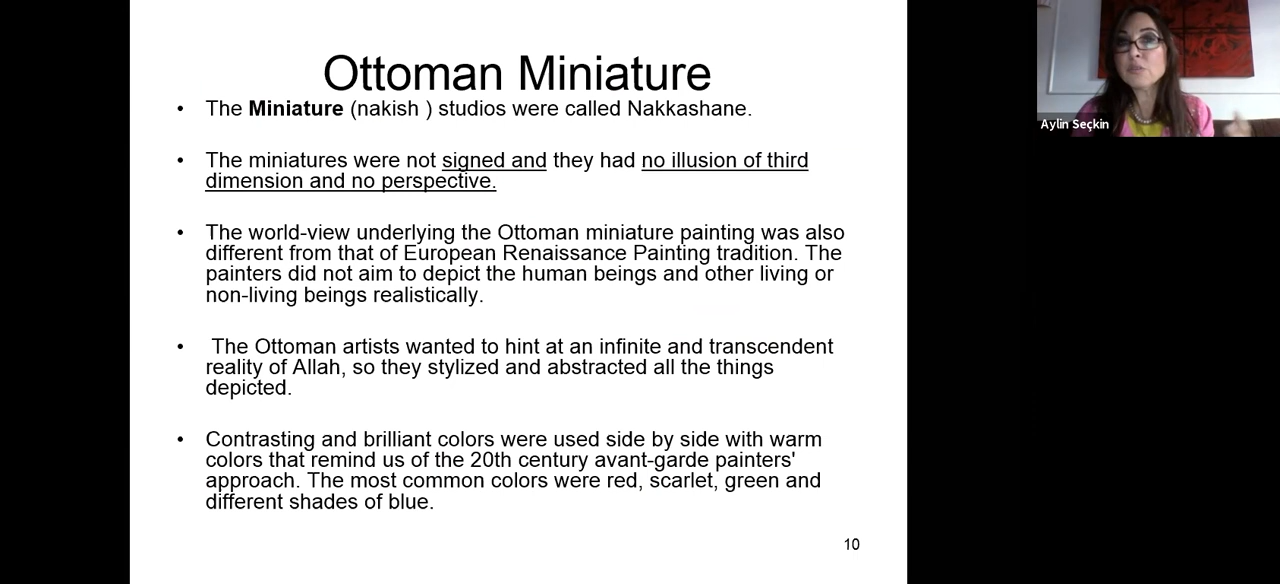 Ottoman Miniature
• The Miniature (nakish ) studios were called Nakkashane.
• The miniatures were not signed and they had no illusion of third
dimension and no perspective.
• The world-view underlying the Ottoman miniature painting was also
different from that of European Renaissance Painting tradition. The
painters did not aim to depict the human beings and other living or
non-living beings realistically.
• The Ottoman artists wanted to hint at an infinite and transcendent
reality of Allah, so they stylized and abstracted all the things
depicted.
• Contrasting and brilliant colors were used side by side with warm
colors that remind us of the 20th century avant-garde painters'
approach. The most common colors were red, scarlet, green and
different shades of blue.
10
Aylin Seçkin